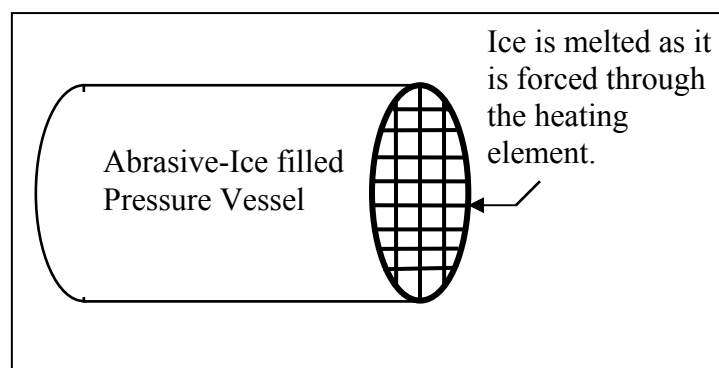 Ice is melted as it
is forced through
the heating
element.
Abrasive-Ice filled
Pressure Vessel